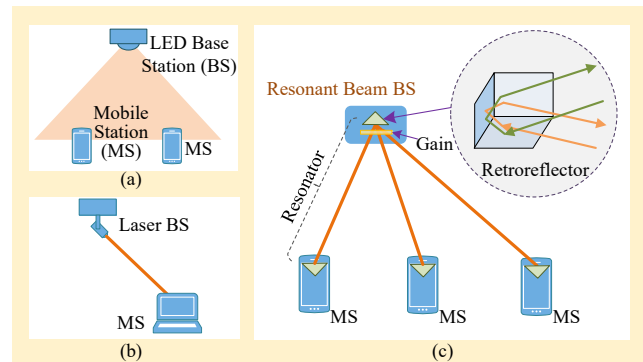 LED Base
Station (BS)
Mobile
Station
(MS)
MS
(a)
Laser BS
MS
(b)
Resonant Beam BS
Gain
Retroreflector
Resonator
MS
MS
MS
(c)